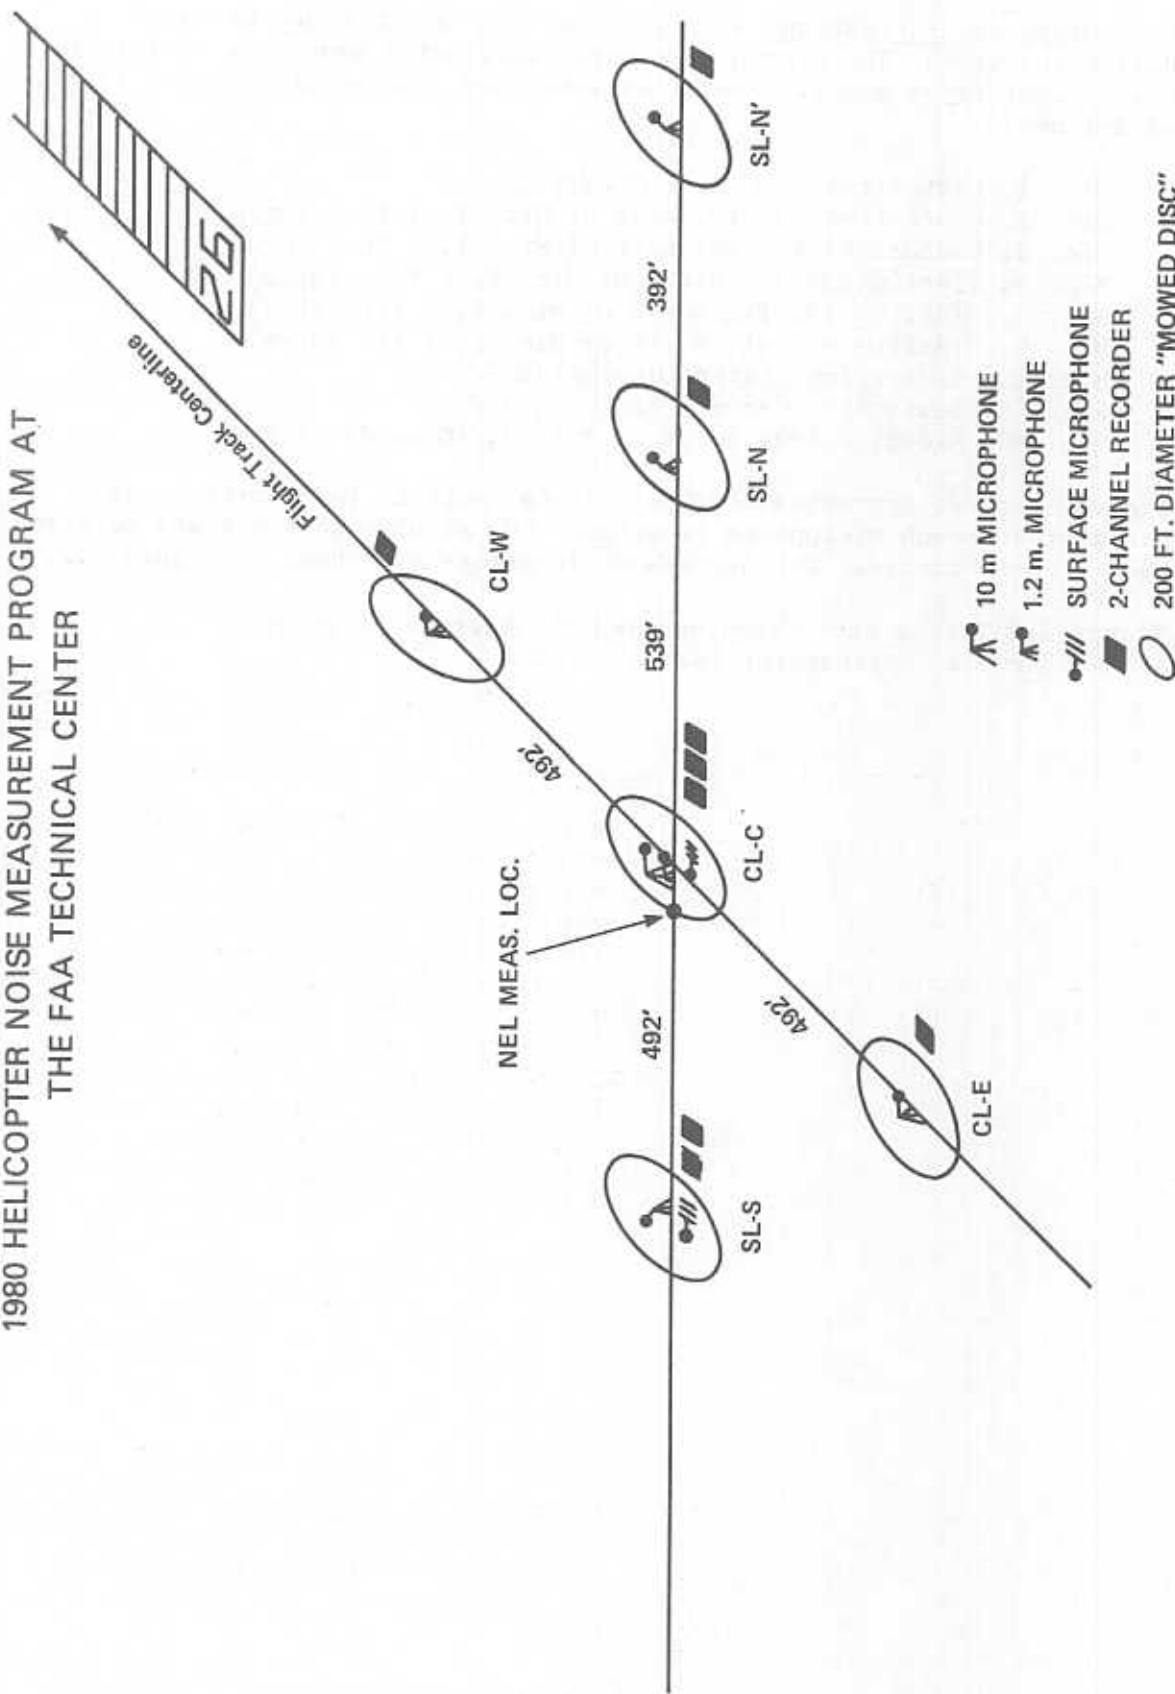 1980 HELICOPTER NOISE MEASUREMENT PROGRAM AT
THE FAA TECHNICAL CENTER
26
Flight Track Centerline
CL-W
492'
NEL MEAS. LOC.
492'
539'
392'
SL-S
CL-C
SL-N
SL-N'
492'
CL-E
10 m MICROPHONE
1.2 m. MICROPHONE
SURFACE MICROPHONE
2-CHANNEL RECORDER
200 FT. DIAMETER "MOWED DISC"